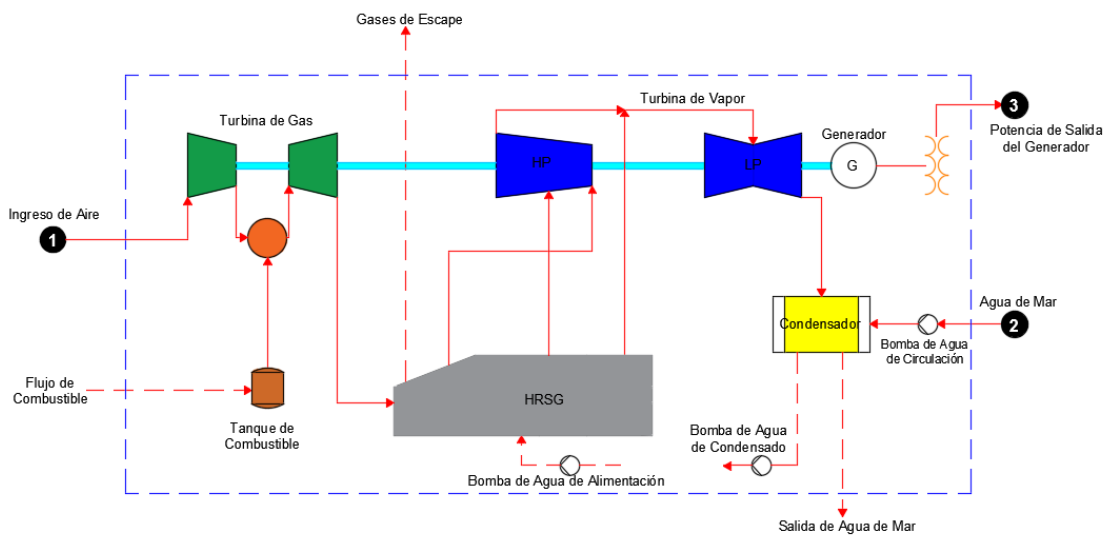 Gases de Escape
Turbina de Gas
Turbina de Vapor
Generador
3
Potencia de Salida
del Generador
HP
LP
G
Ingreso de Aire
1
Agua de Mar
2
Condensador
Bomba de Agua
de Circulación
Flujo de
Combustible
Tanque de
Combustible
HRSG
Bomba de Agua
de Condensado
Bomba de Agua de Alimentación
Salida de Agua de Mar